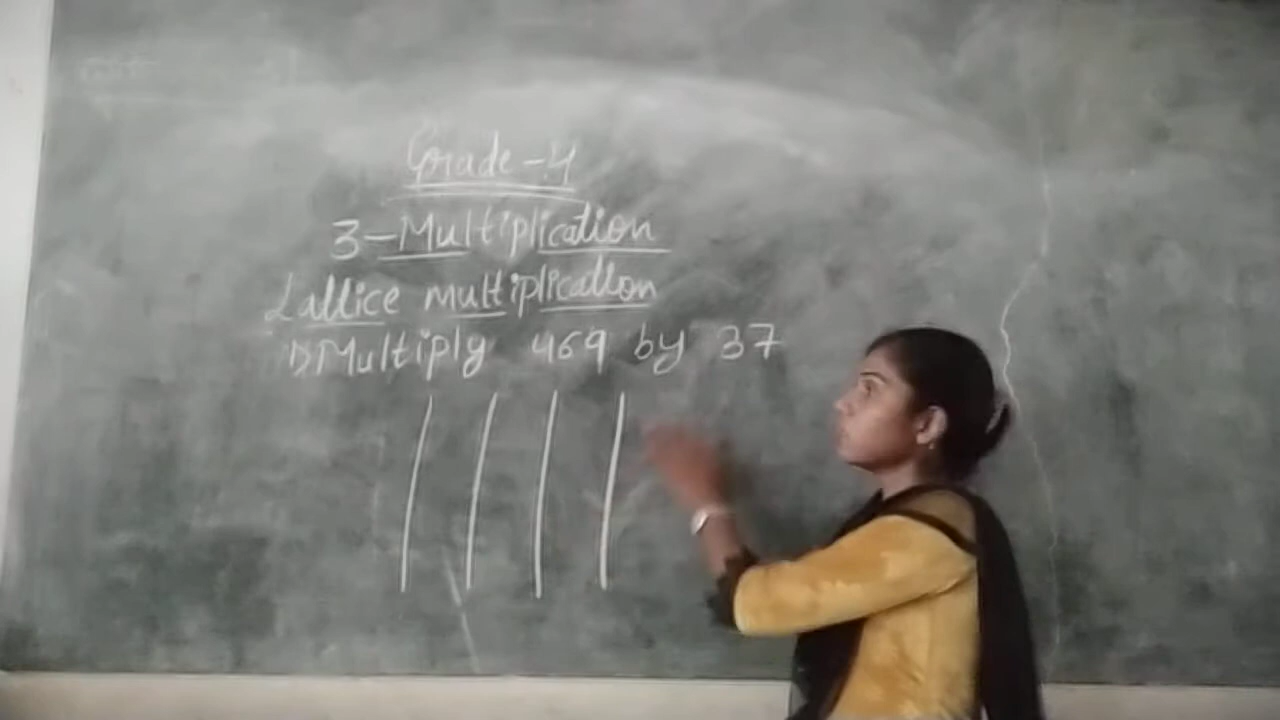 Grade-4
3-Multiplication
Lattice multiplication
1) Multiply 469 by 37